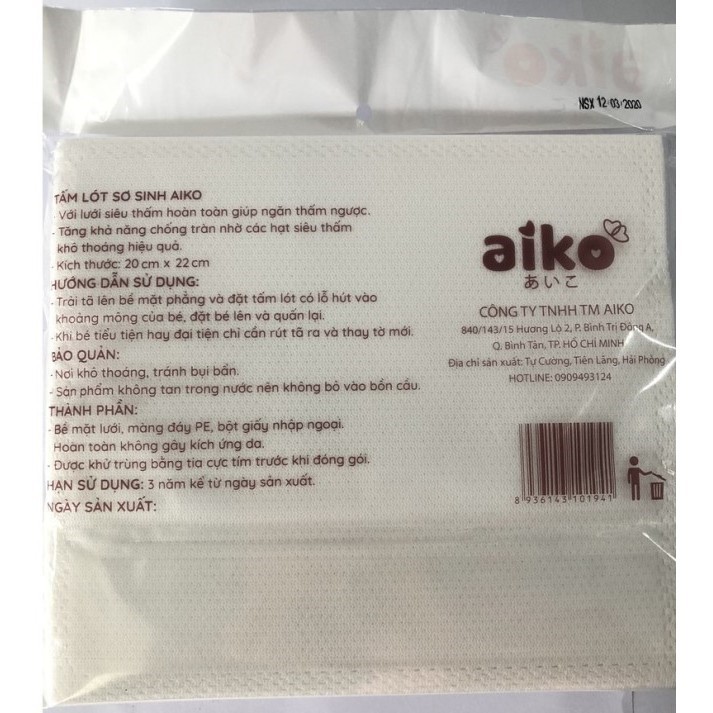 aiko
NSX 12-03-2020
TẤM LÓT SƠ SINH AIKO
- Với lưới siêu thấm hoàn toàn giúp ngăn thấm ngược.
- Tăng khả năng chống tràn nhờ các hạt siêu thấm
khô thoáng hiệu quả.
- Kích thước: 20 cm x 22 cm
HƯỚNG DẪN SỬ DỤNG:
- Trải tã lên bề mặt phẳng và đặt tấm lót có lỗ hút vào
khoảng mông của bé, đặt bé lên và quấn lại.
- Khi bé tiểu tiện hay đại tiện chỉ cần rút tã ra và thay tờ mới.
BẢO QUẢN:
- Nơi khô thoáng, tránh bụi bẩn.
- Sản phẩm không tan trong nước nên không bỏ vào bồn cầu.
THÀNH PHẦN:
- Bề mặt lưới, màng đáy PE, bột giấy nhập ngoại.
Hoàn toàn không gây kích ứng da.
- Được khử trùng bằng tia cực tím trước khi đóng gói.
HẠN SỬ DỤNG: 3 năm kể từ ngày sản xuất.
NGÀY SẢN XUẤT:
aiko
あいこ
CÔNG TY TNHH TM AIKO
840/143/15 Hương Lộ 2, P. Bình Trị Đông A,
Q. Bình Tân, TP. HỒ CHÍ MINH
Địa chỉ sản xuất: Tự Cường, Tiên Lãng, Hải Phòng
HOTLINE: 0909493124
8 936143 101941